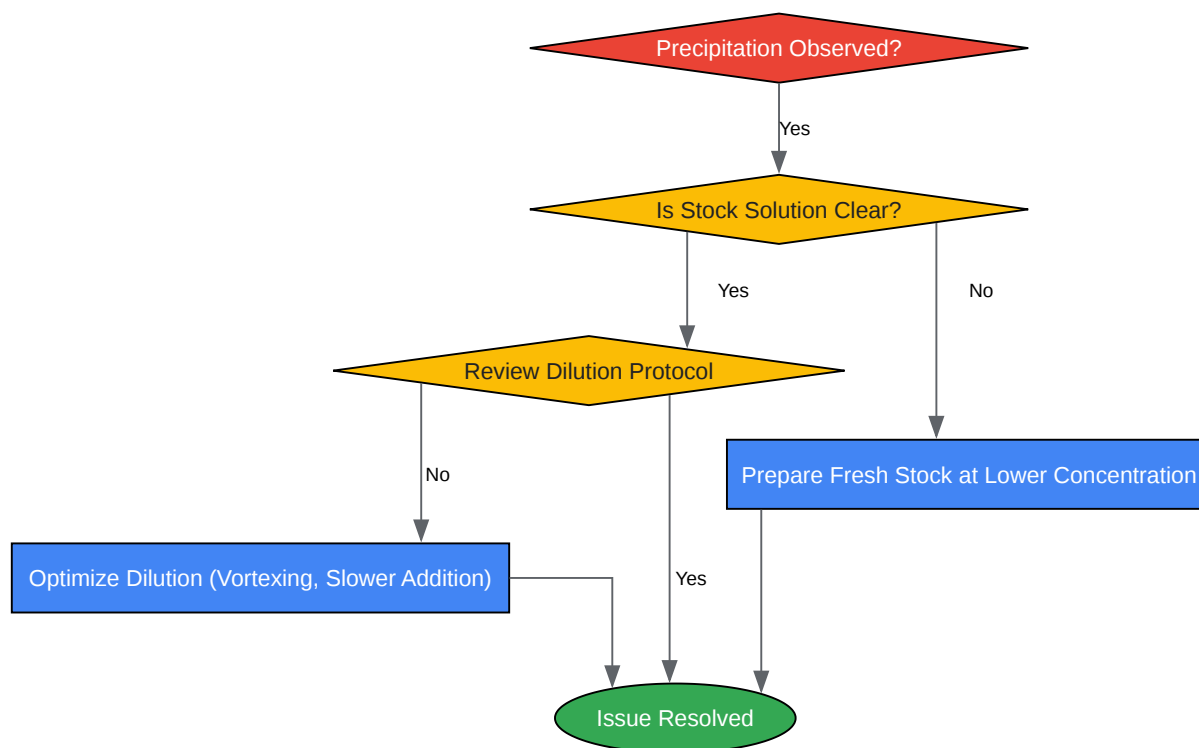 Precipitation Observed?
Yes
Is Stock Solution Clear?
Yes
No
Review Dilution Protocol
No
Prepare Fresh Stock at Lower Concentration
Optimize Dilution (Vortexing, Slower Addition)
Yes
Issue Resolved